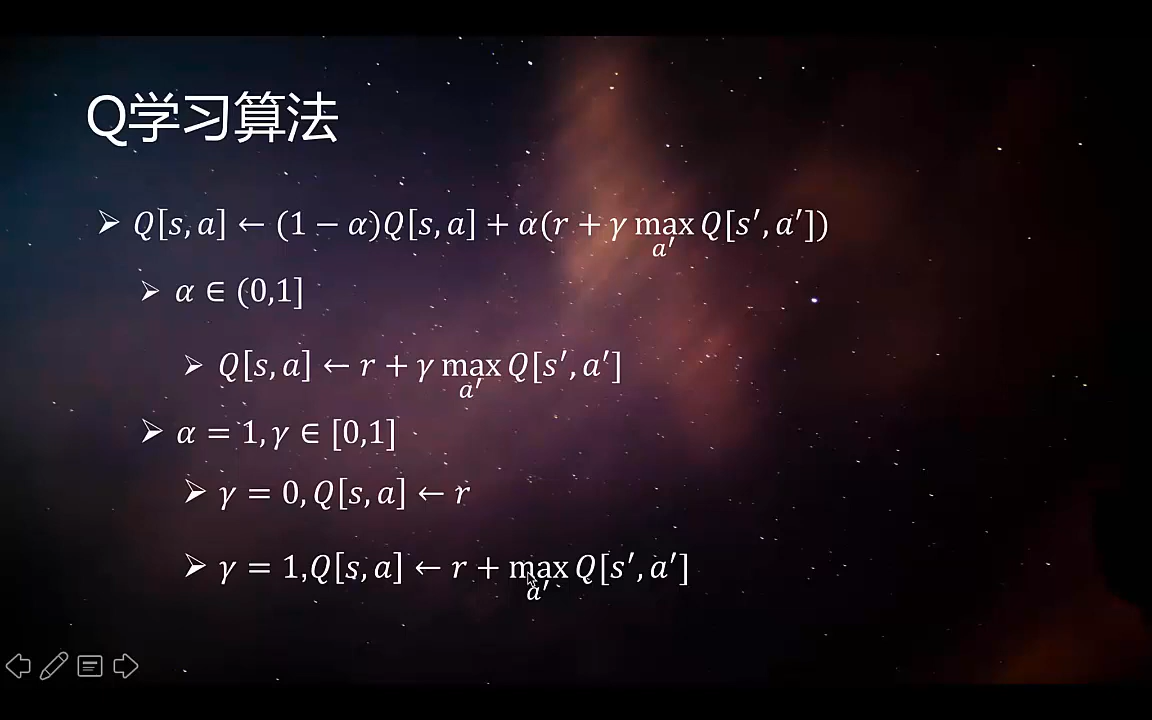 Q学习算法
Q[s, a] ← (1 − α)Q[s, a] + α(r + γ max_{a′} Q[s′, a′])
α ∈ (0,1]
Q[s, a] ← r + γ max_{a′} Q[s′, a′]
α = 1, γ ∈ [0,1]
γ = 0, Q[s, a] ← r
γ = 1,Q[s, a] ← r + max_{a′} Q[s′, a′]